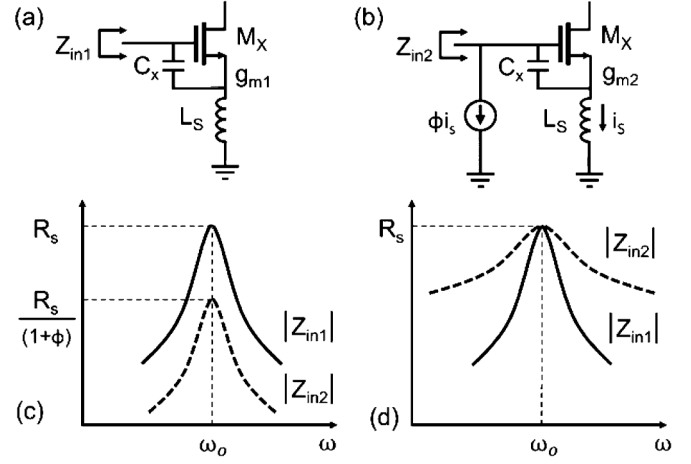 (a)
Z_in1
M_X
C_x
g_m1
L_S
(b)
Z_in2
M_X
C_x
g_m2
ϕi_s
L_S
i_s
R_s
R_s
(1+ϕ)
|Z_in1|
|Z_in2|
(c)
ω_o
ω
R_s
|Z_in2|
|Z_in1|
(d)
ω_o
ω